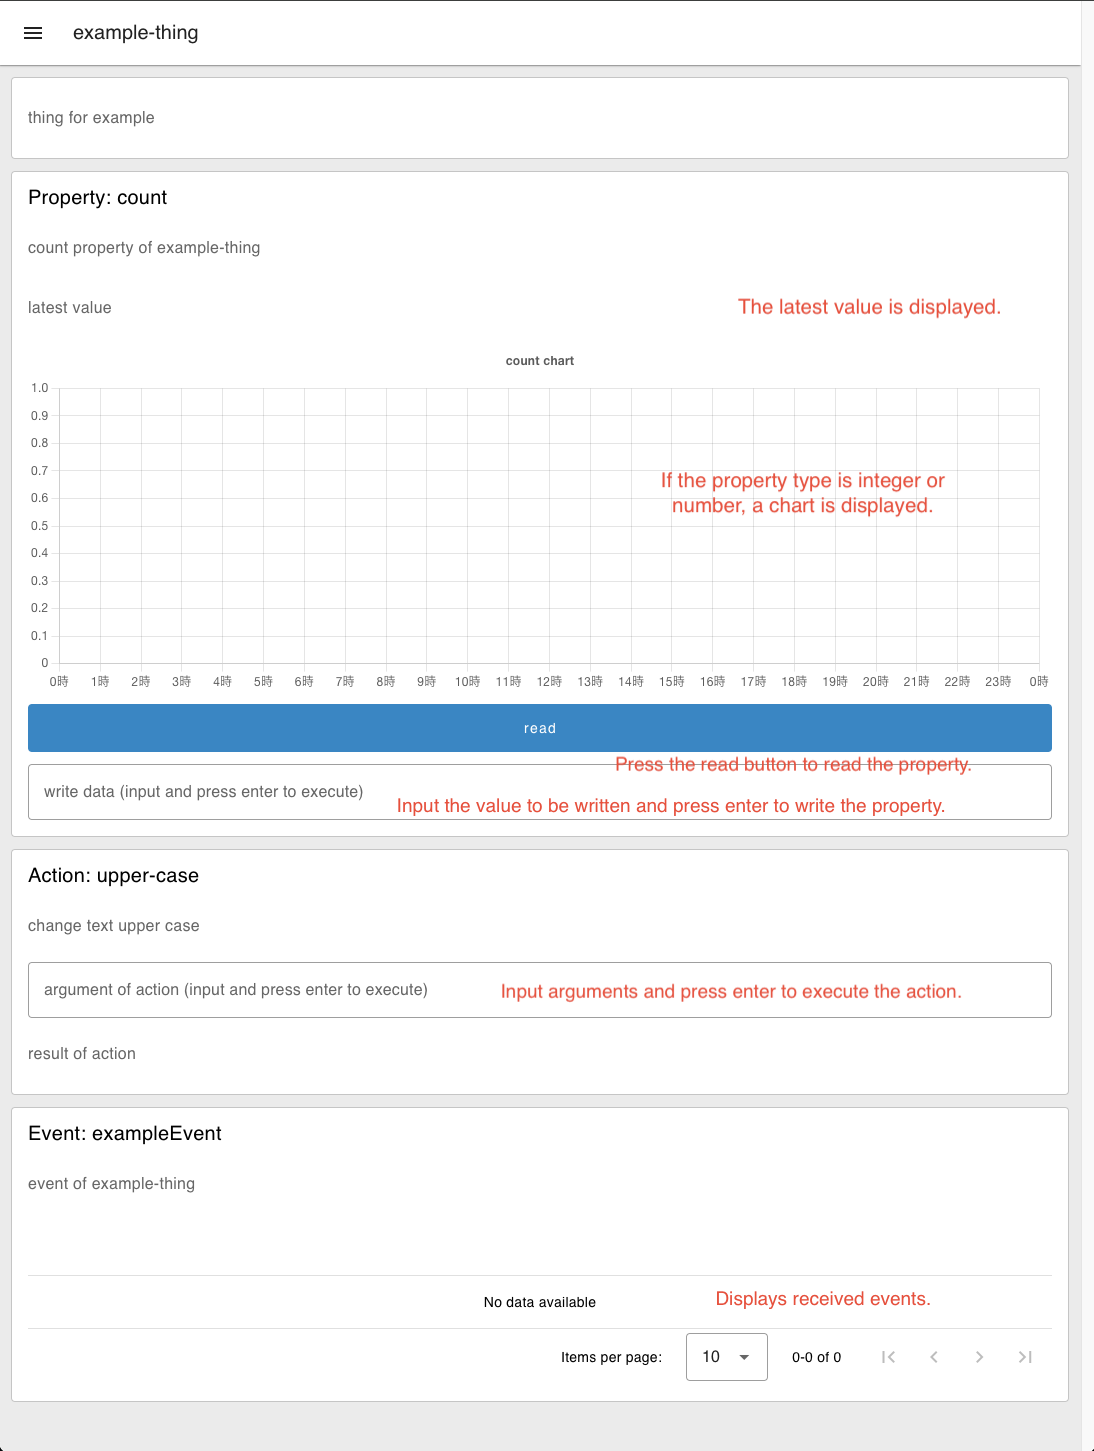 example-thing
thing for example
Property: count
count property of example-thing
latest value
The latest value is displayed.
count chart
1.0
0.9
0.8
0.7
If the property type is integer or
0.6
number, a chart is displayed.
0.5
0.4
0.3
0.2
0.1
0
0時 1時 2時 3時 4時 5時 6時 7時 8時 9時 10時 11時 12時 13時 14時 15時 16時 17時 18時 19時 20時 21時 22時 23時 0時
read
Press the read button to read the property.
write data (input and press enter to execute)
Input the value to be written and press enter to write the property.
Action: upper-case
change text upper case
argument of action (input and press enter to execute)
Input arguments and press enter to execute the action.
result of action
Event: exampleEvent
event of example-thing
No data available
Displays received events.
Items per page: 10 0-0 of 0